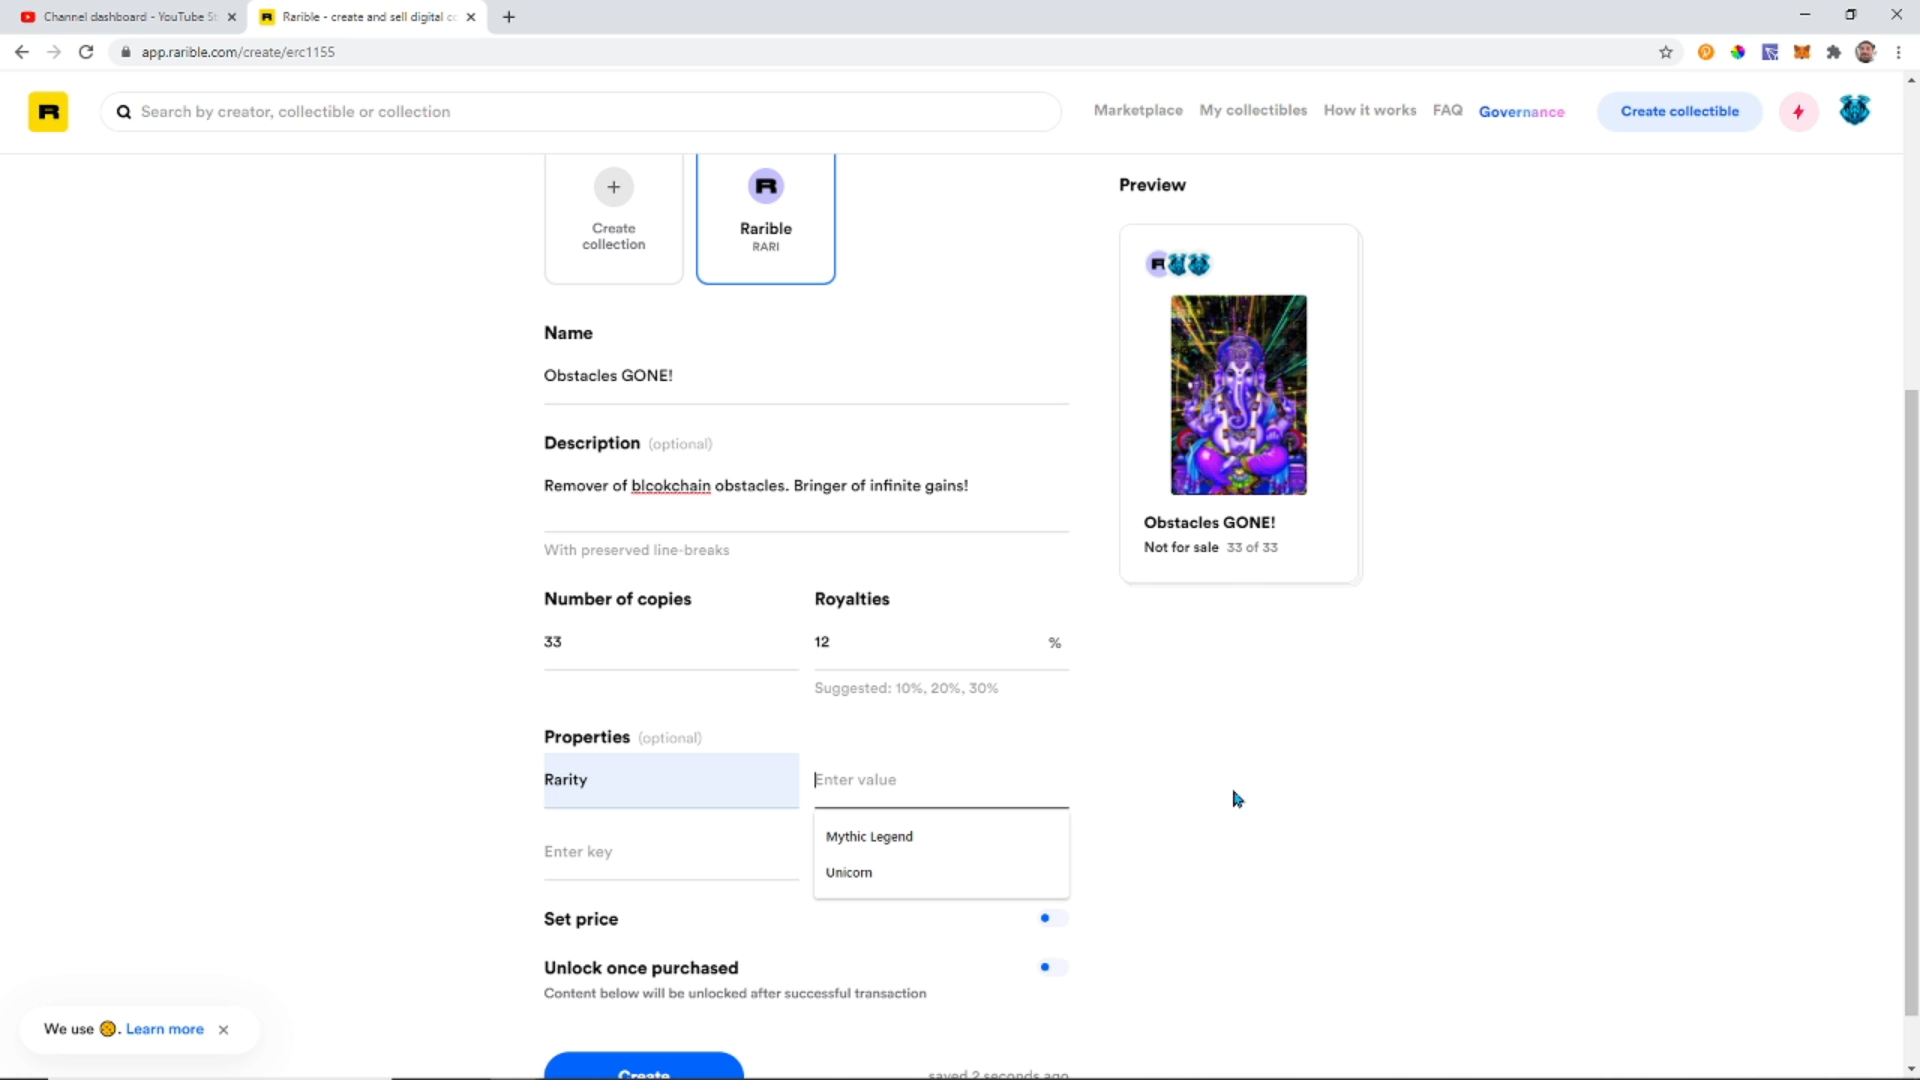 Channel dashboard - YouTube St
Rarible - create and sell digital co
app.rarible.com/create/erc1155
R
Search by creator, collectible or collection
Marketplace
My collectibles
How it works
FAQ
Governance
Create collectible
Create
collection
R
Rarible
RARI
Preview
R
Obstacles GONE!
Not for sale 33 of 33
Name
Obstacles GONE!
Description (optional)
Remover of blcokchain obstacles. Bringer of infinite gains!
With preserved line-breaks
Number of copies
Royalties
33
12
%
Suggested: 10%, 20%, 30%
Properties (optional)
Rarity
Enter value
Mythic Legend
Unicorn
Enter key
Set price
Unlock once purchased
Content below will be unlocked after successful transaction
We use 🍪. Learn more
Create
saved 2 seconds ago